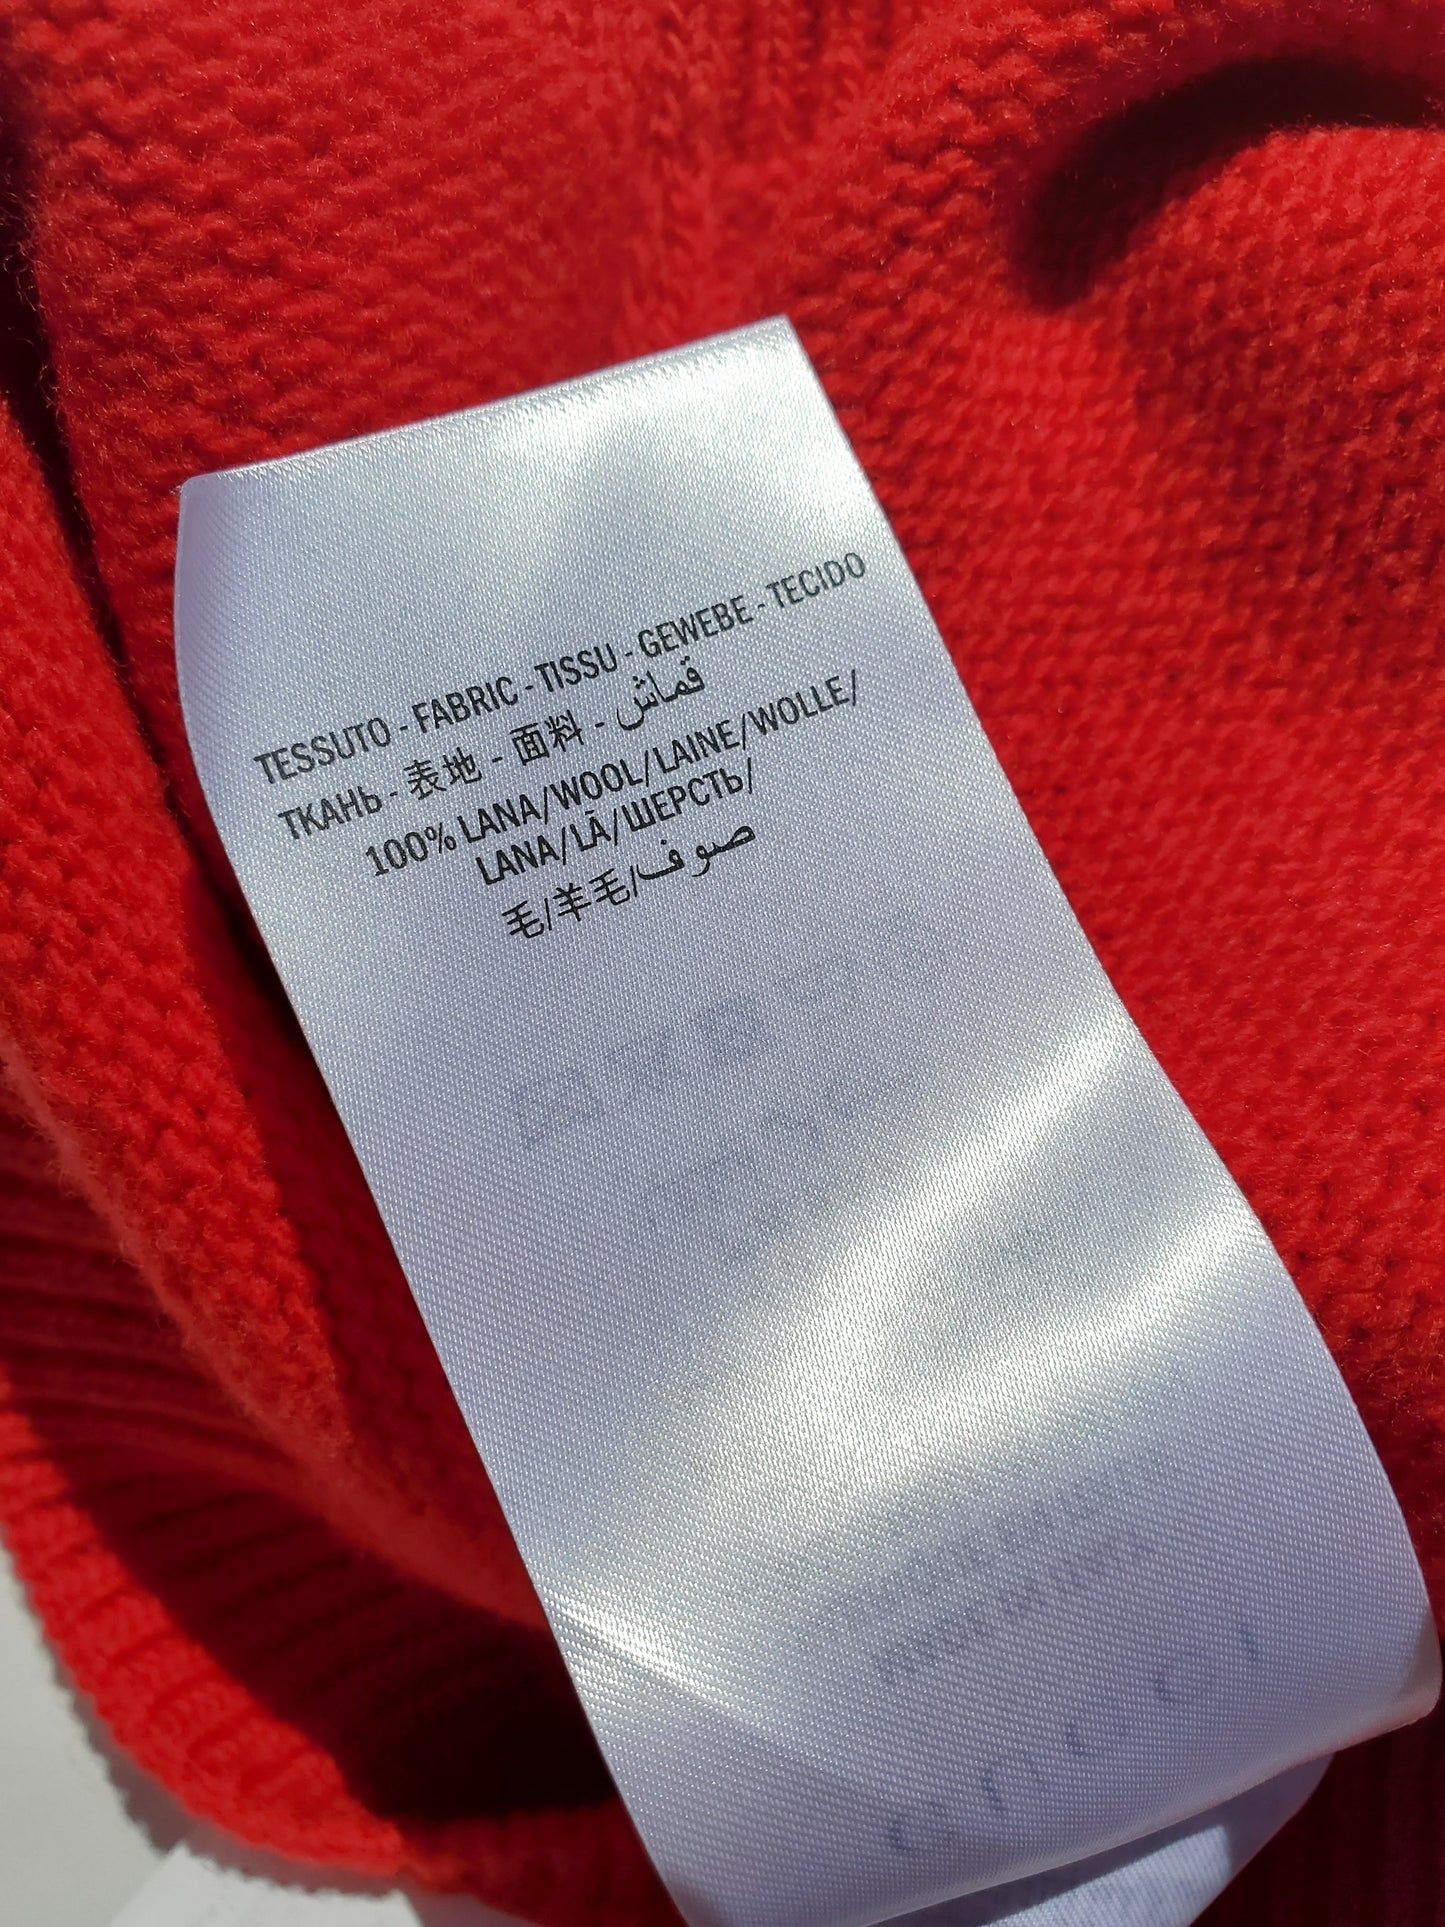 TESSUTO - FABRIC - TISSU - GEWEBE - TECIDO
ТКАНЬ - 表地 - 面料 - قماش
100% LANA/WOOL/LAINE/WOLLE/
LANA/LÃ/ШЕРСТЬ/
毛/羊毛/صوف